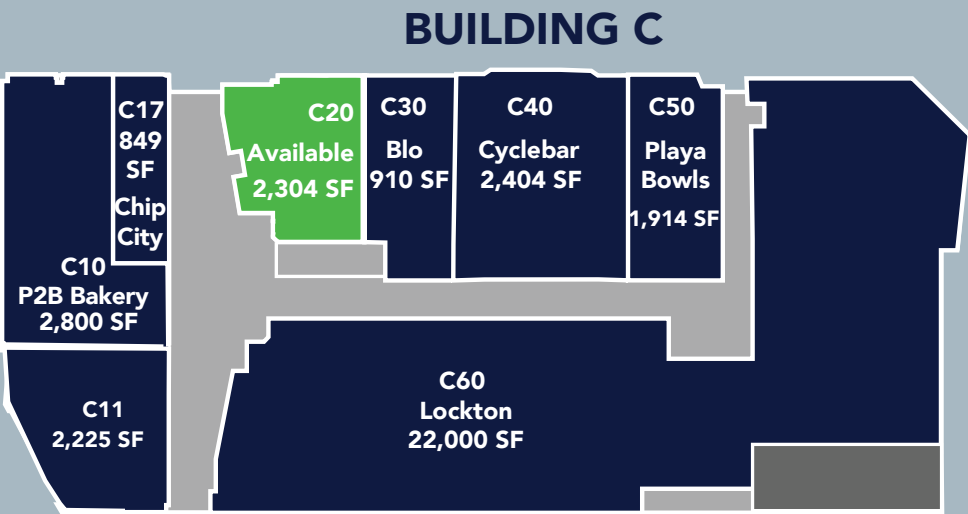 BUILDING C
C17
849
SF
Chip
City
C20
Available
2,304 SF
C30
Blo
910 SF
C40
Cyclebar
2,404 SF
C50
Playa
Bowls
1,914 SF
C10
P2B Bakery
2,800 SF
C11
2,225 SF
C60
Lockton
22,000 SF